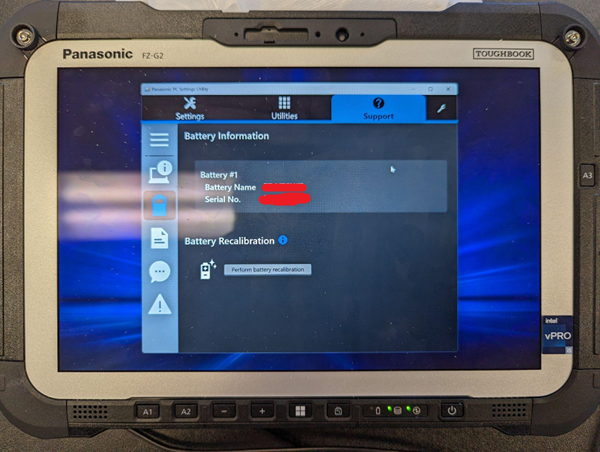 Panasonic FZ-G2
TOUGHBOOK
Panasonic PC Settings Utility
Settings
Utilities
Support
Battery Information
Battery #1
Battery Name
Serial No.
Battery Recalibration
Perform battery recalibration
A3
intel
vPRO
A1
A2